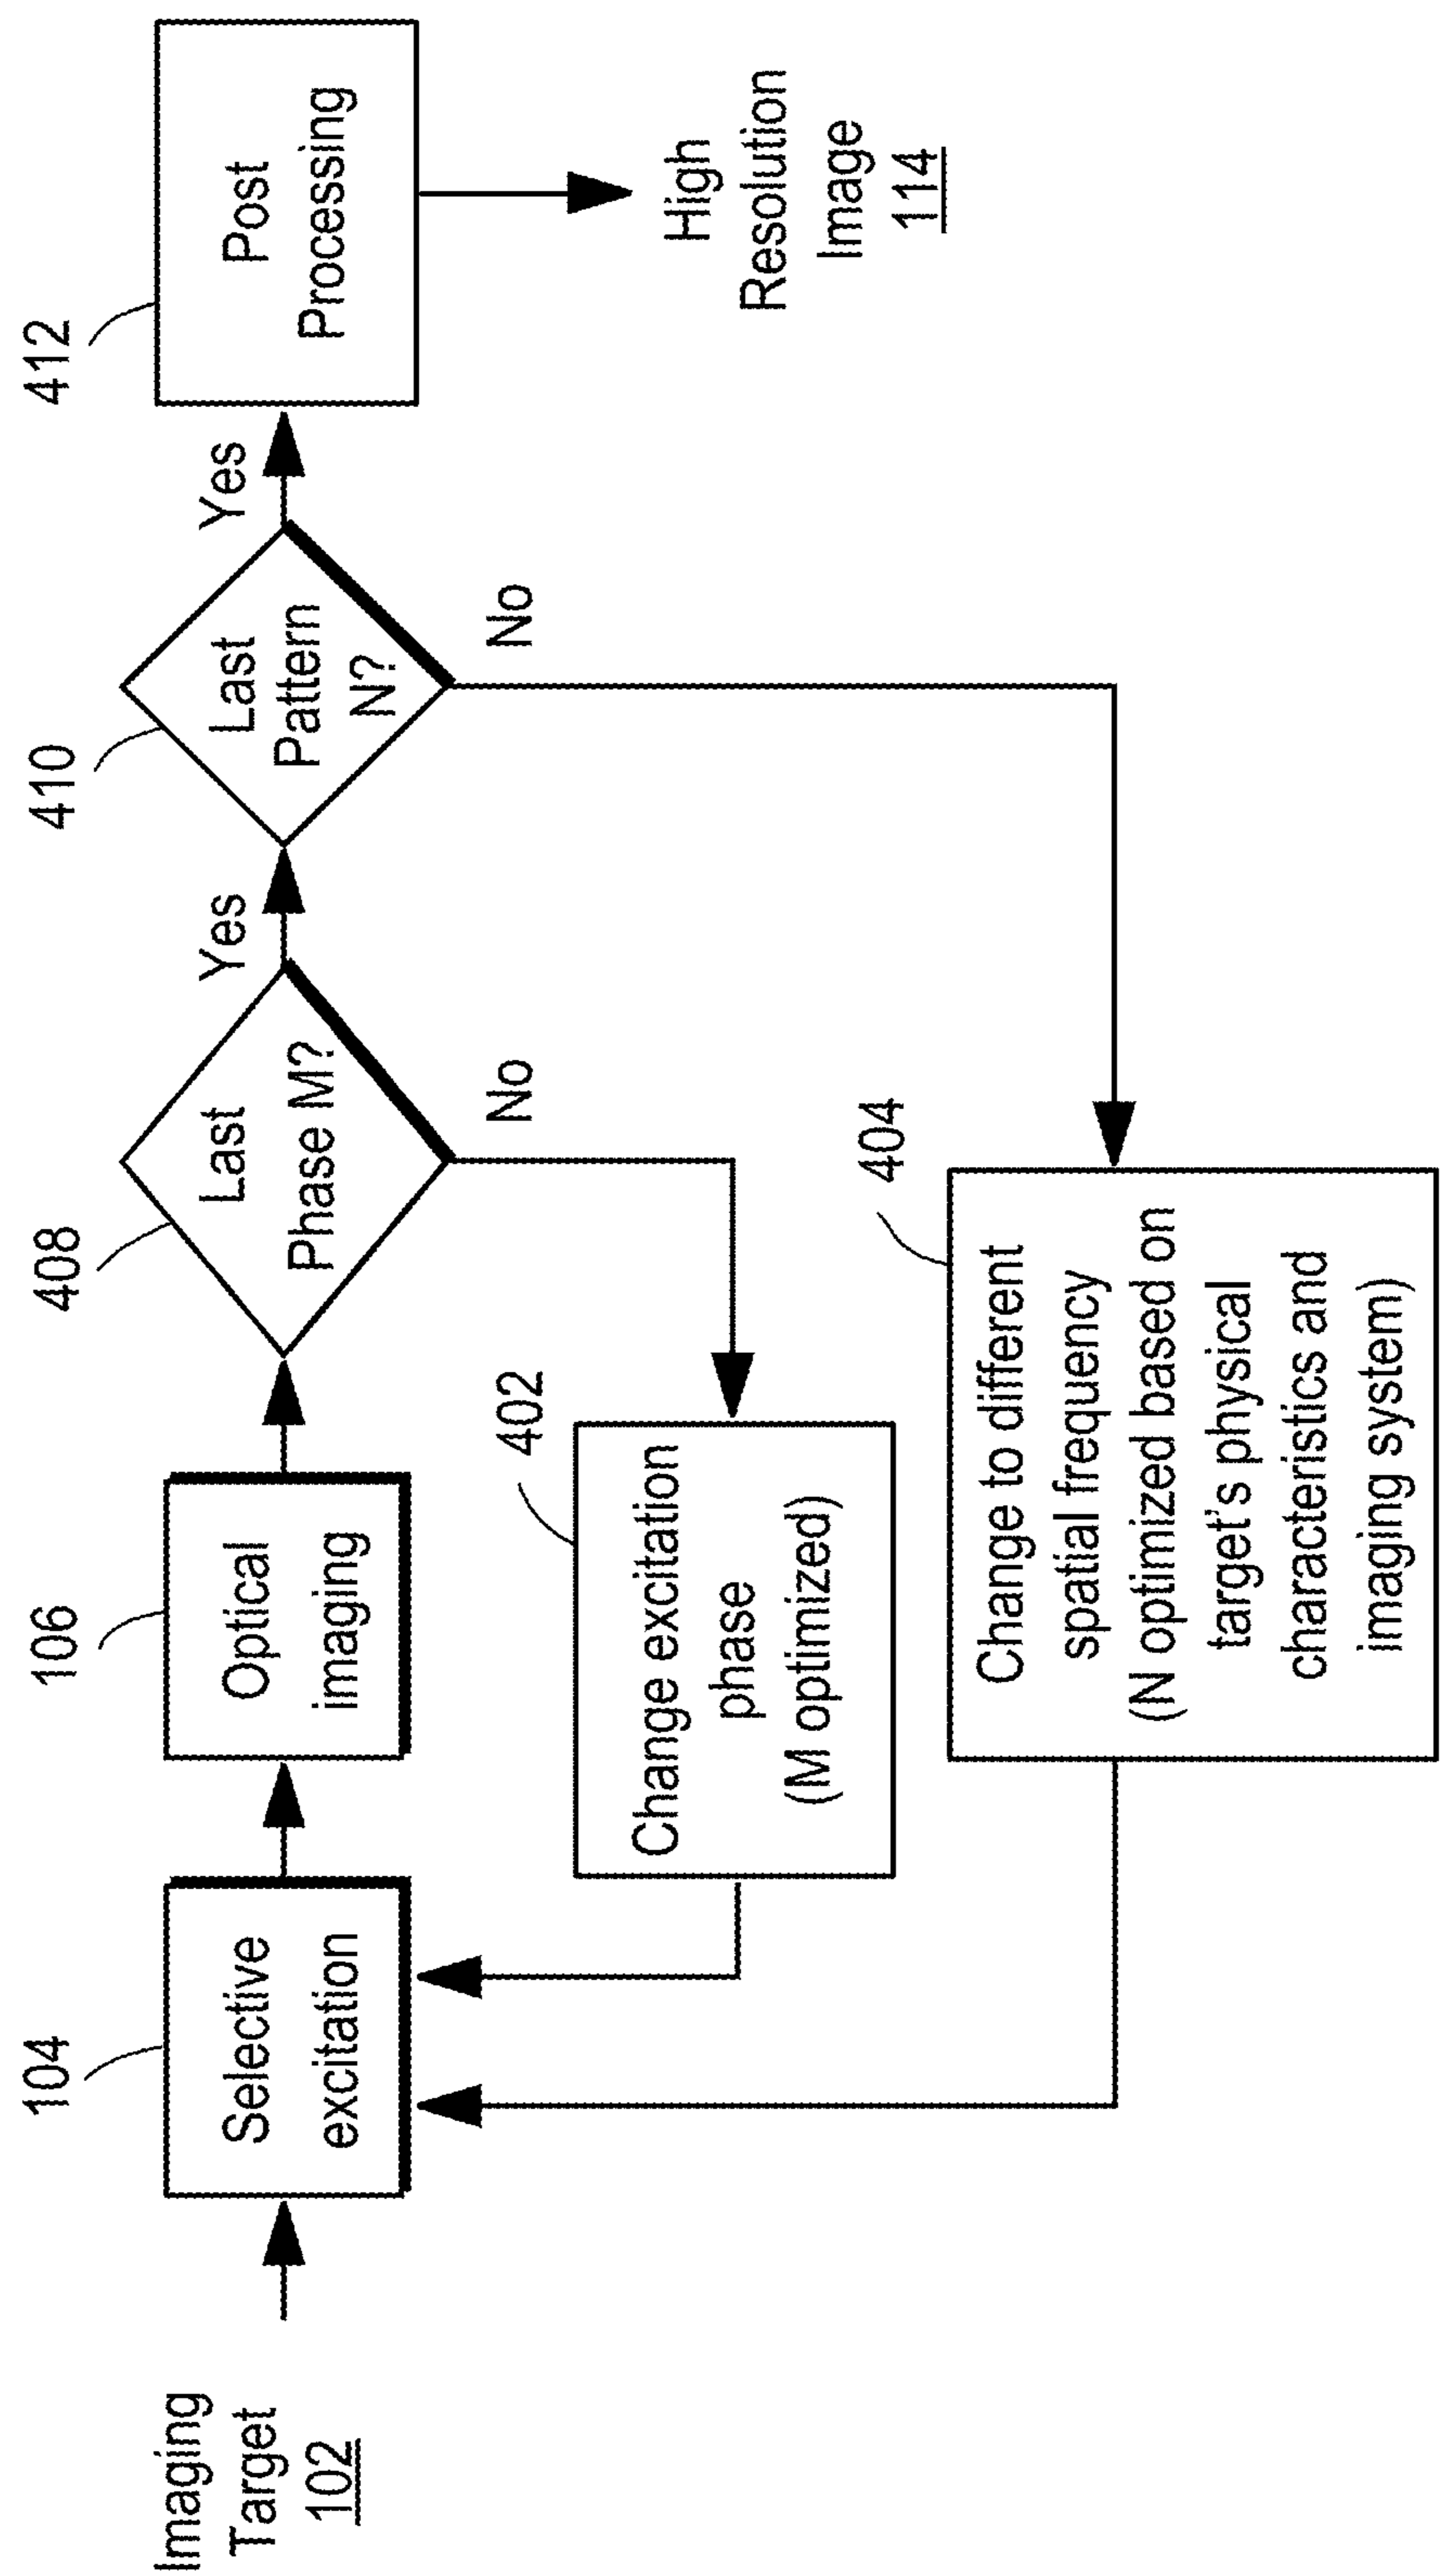 Imaging
Target
102
104
Selective
excitation
106
Optical
imaging
408
Last
Phase M?
Yes
No
410
Last
Pattern
N?
Yes
No
412
Post
Processing
High
Resolution
Image
114
402
Change excitation
phase
(M optimized)
404
Change to different
spatial frequency
(N optimized based on
target's physical
characteristics and
imaging system)